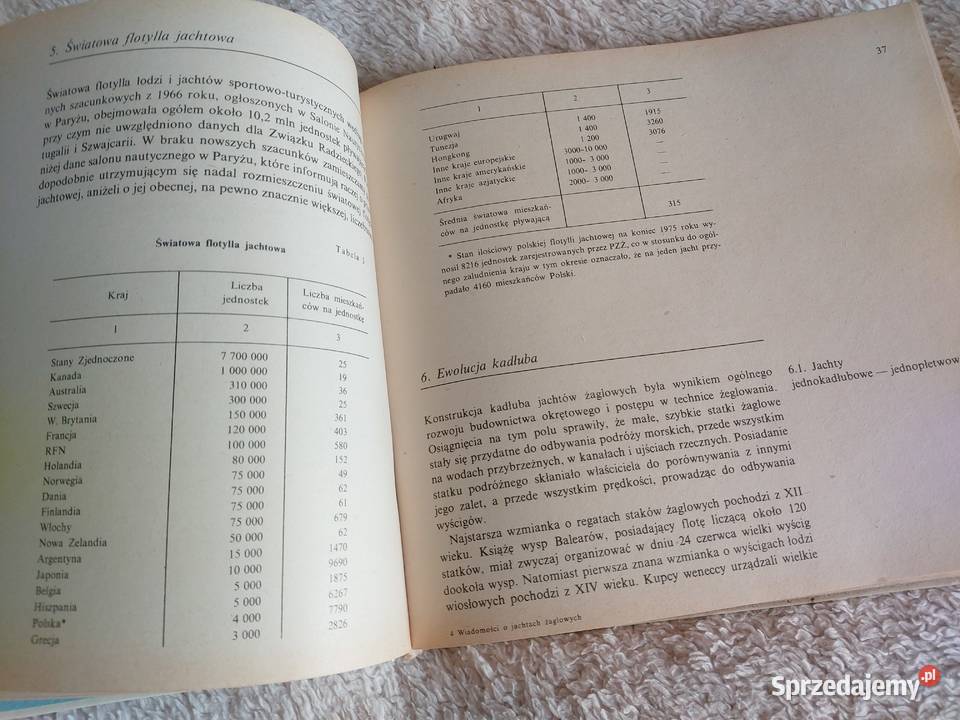 5. Światowa flotylla jachtowa
Światowa flotylla łodzi i jachtów sportowo-turystycznych
nych szacunkowych z 1966 roku, ogłoszonych w Salonie
w Paryżu, obejmowała ogółem około 10,2 mln jednostek
przy czym nie uwzględniono danych dla Związku Radzieckiego
tugalii i Szwajcarii. W braku nowszych szacunków zamieszczamy
niżej dane salonu nautycznego w Paryżu, które informują raczej o
dopodobnie utrzymującym się nadal rozmieszczeniu światowej
jachtowej, aniżeli o jej obecnej, na pewno znacznie większej,
Światowa flotylla jachtowa
Tabela
Kraj Liczba jednostek Liczba mieszkań-
ców na jednostkę
1 2 3
Stany Zjednoczone 7 700 000 25
Kanada 1 000 000 19
Australia 310 000 36
Szwecja 300 000 25
W. Brytania 150 000 361
Francja 120 000 403
RFN 100 000 580
Holandia 80 000 152
Norwegia 75 000 49
Dania 75 000 62
Finlandia 75 000 61
Włochy 75 000 679
Nowa Zelandia 50 000 62
Argentyna 15 000 1470
Japonia 10 000 9690
Belgia 5 000 1875
Hiszpania 5 000 6267
Polska* 4 000 7790
Grecja 3 000 2826
37
1 2 3
Urugwaj 1 400 1915
Tunezja 1 400 3260
Hongkong 1 200 3076
Inne kraje europejskie 3000-10 000 —
Inne kraje amerykańskie 1000- 3 000 —
Inne kraje azjatyckie 1000- 3 000 —
Afryka 2000- 3 000 —
Średnia światowa mieszkań-
ców na jednostkę pływającą 315
* Stan ilościowy polskiej flotylli jachtowej na koniec 1975 roku wy-
nosił 8216 jednostek zarejestrowanych przez PZŻ, co w stosunku do ogól-
nego zaludnienia kraju w tym okresie oznaczało, że na jeden jacht przy-
padało 4160 mieszkańców Polski.
6. Ewolucja kadłuba
6.1. Jachty
jednokadłubowe — jednopletwow
Konstrukcja kadłuba jachtów żaglowych była wynikiem ogólnego
rozwoju budownictwa okrętowego i postępu w technice żeglowania.
Osiągnięcia na tym polu sprawiły, że małe, szybkie statki żaglowe
stały się przydatne do odbywania podróży morskich, przede wszystkim
na wodach przybrzeżnych, w kanałach i ujściach rzecznych. Posiadanie
statku podróżnego skłaniało właściciela do porównywania z innymi
jego zalet, a przede wszystkim prędkości, prowadząc do odbywania
wyścigów.
Najstarsza wzmianka o regatach staków żaglowych pochodzi z XII
wieku. Książę wysp Balearów, posiadający flotę liczącą około 120
statków, miał zwyczaj organizować w dniu 24 czerwca wielki wyścig
dookoła wysp. Natomiast pierwsza znana wzmianka o wyścigach łodzi
wiosłowych pochodzi z XIV wieku. Kupcy weneccy urządzali wielkie
4 Wiadomości o jachtach żaglowych
Sprzedajemy.pl